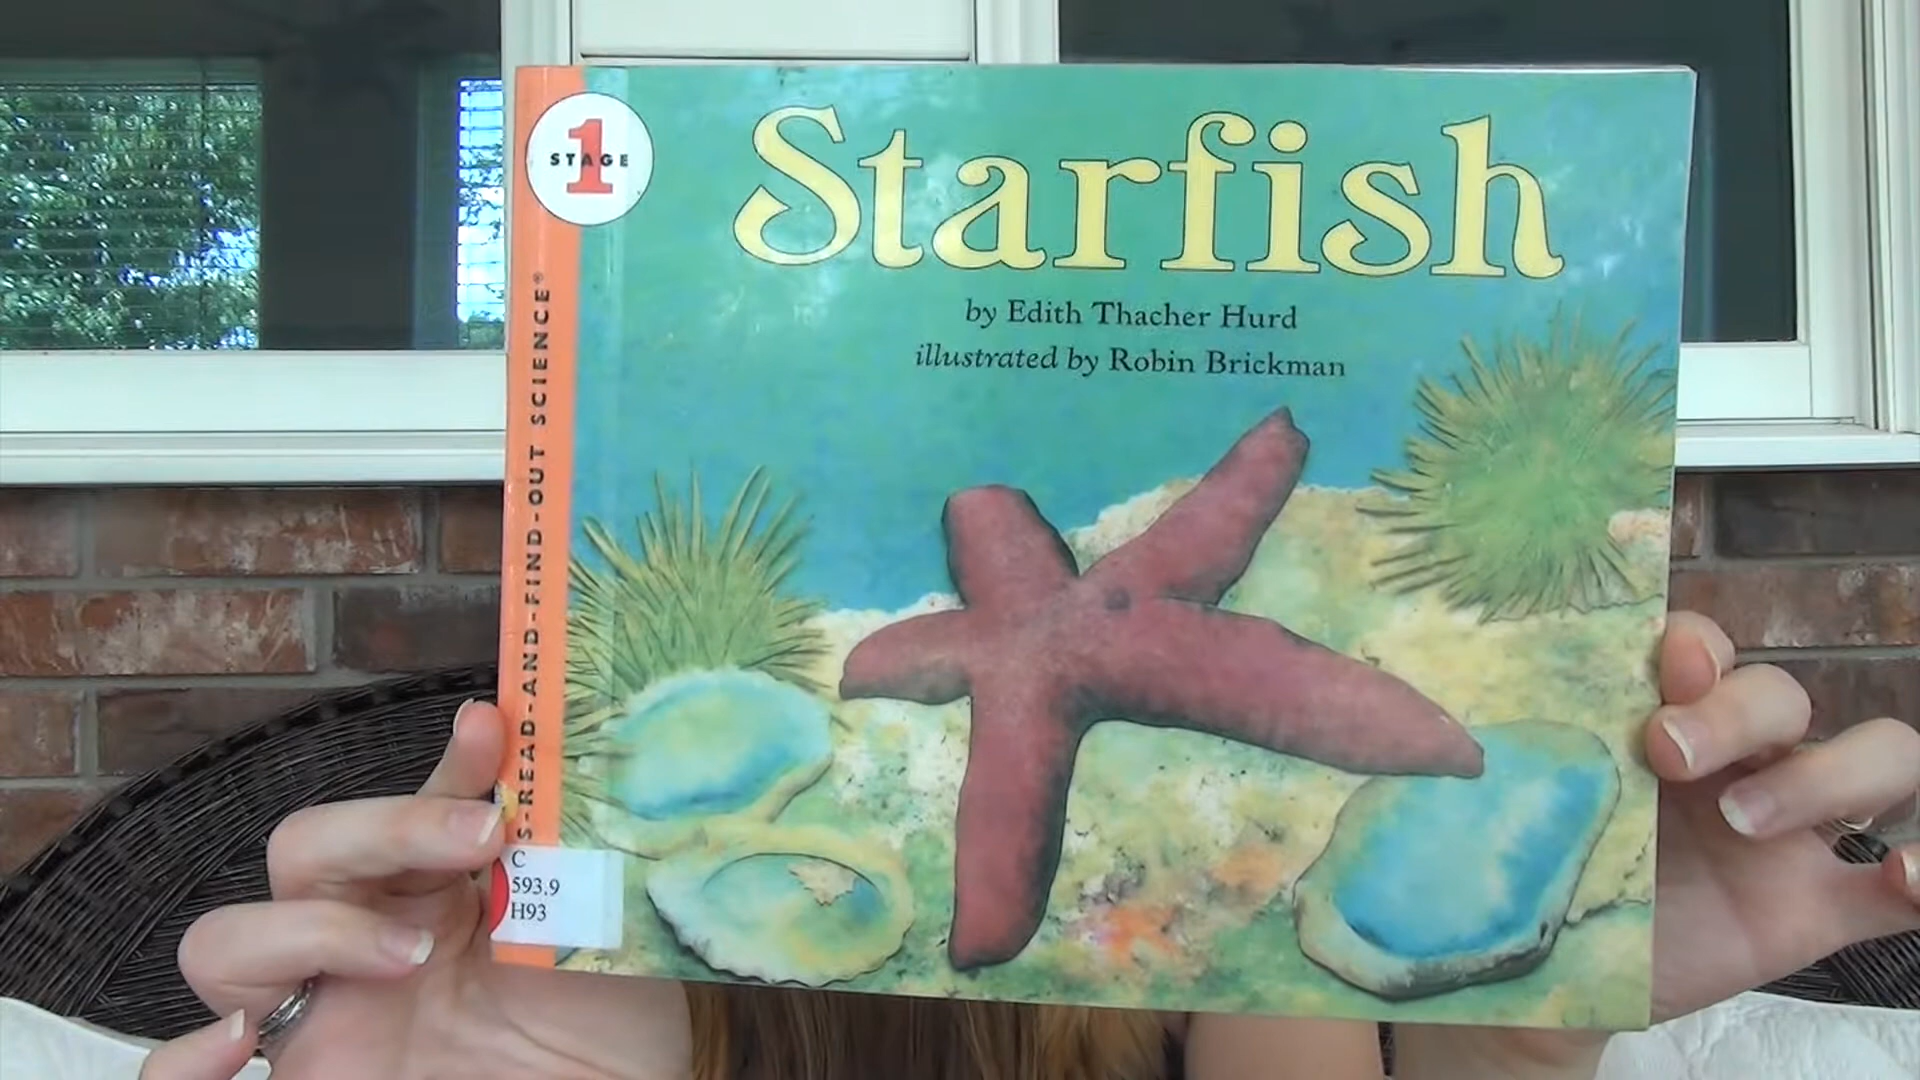 STAGE 1
Starfish
by Edith Thacher Hurd
illustrated by Robin Brickman
S-READ-AND-FIND-OUT SCIENCE®
C
593.9
H93